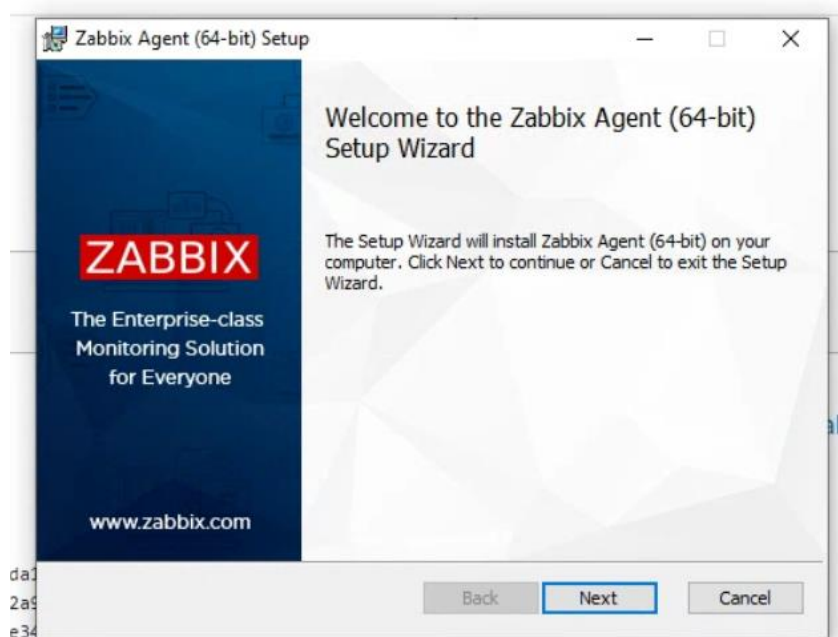 Zabbix Agent (64-bit) Setup
Welcome to the Zabbix Agent (64-bit)
Setup Wizard
The Setup Wizard will install Zabbix Agent (64-bit) on your
computer. Click Next to continue or Cancel to exit the Setup
Wizard.
ZABBIX
The Enterprise-class
Monitoring Solution
for Everyone
www.zabbix.com
Back Next Cancel